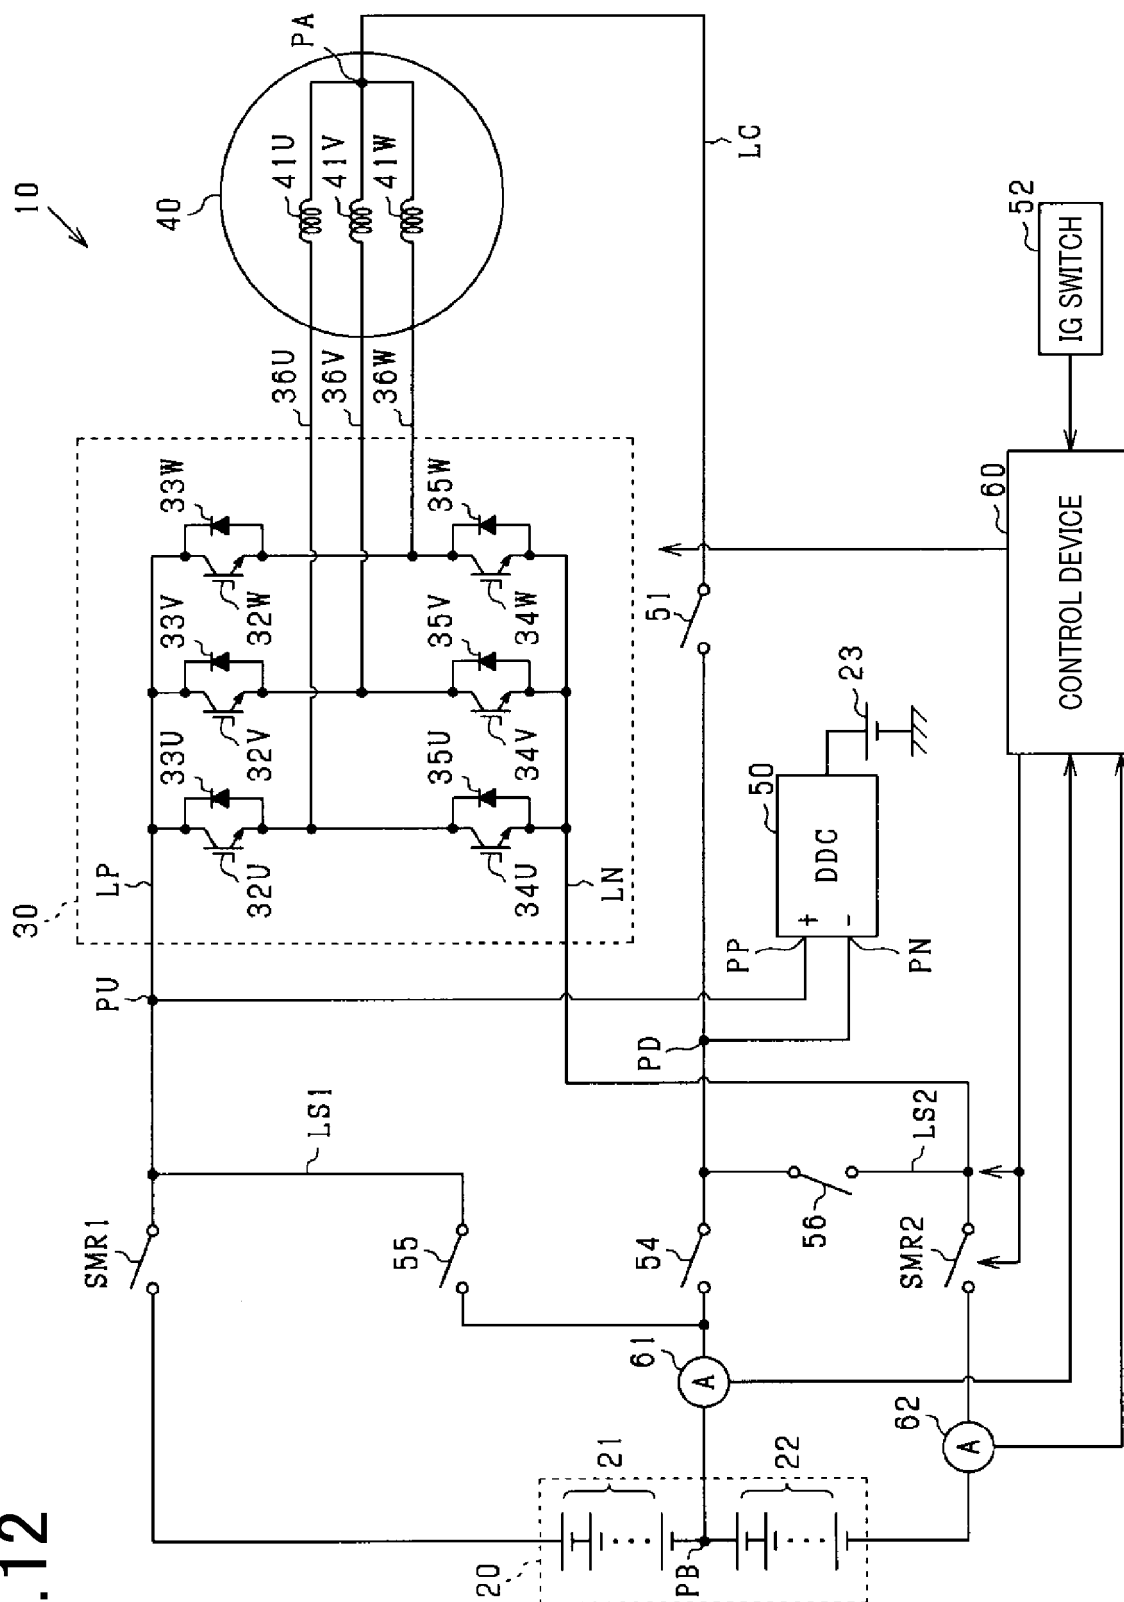 .12
10
40
PA
41U
41V
41W
LC
52
IG SWITCH
36U
36V
36W
30
33W
33V
33U
32W
32V
32U
35W
35V
35U
34W
34V
34U
LP
LN
51
60
CONTROL DEVICE
23
50
DDC
+
-
PP
PN
PU
PD
LS1
LS2
SMR1
55
54
56
SMR2
61
A
62
A
21
22
20
PB